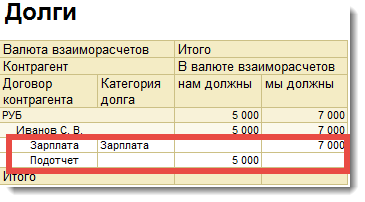 Долги
Валюта взаиморасчетов Итого
Контрагент В валюте взаиморасчетов
Договор контрагента Категория долга нам должны мы должны
РУБ 5 000 7 000
Иванов С. В. 5 000 7 000
Зарплата Зарплата 7 000
Подотчет 5 000
Итого